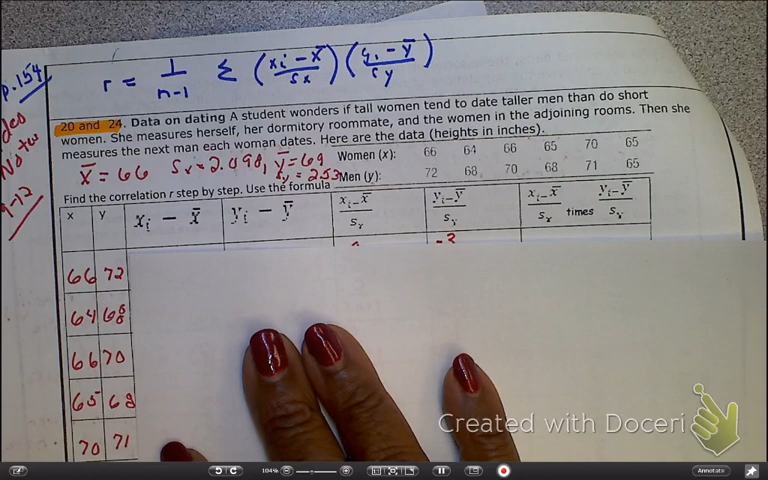 p.154
r = 1/n-1 Σ (xi - x̄/sx) (yi - ȳ/sy)
20 and 24. Data on dating A student wonders if tall women tend to date taller men than do short
women. She measures herself, her dormitory roommate, and the women in the adjoining rooms. Then she
measures the next man each woman dates. Here are the data (heights in inches).
Notes
9-12
x̄ = 66 Sx = 2.098, ȳ = 69
Sy = 2.53
Women (x): 66 64 66 65 70 65
Men (y): 72 68 70 68 71 65
Find the correlation r step by step. Use the formula
x y xi - x̄ yi - ȳ xi-x̄/sx yi-ȳ/sy xi-x̄/sx times yi-ȳ/sy
66 72
64 68
66 70
65 68
70 71
Created with Doceri
104%
Annotate